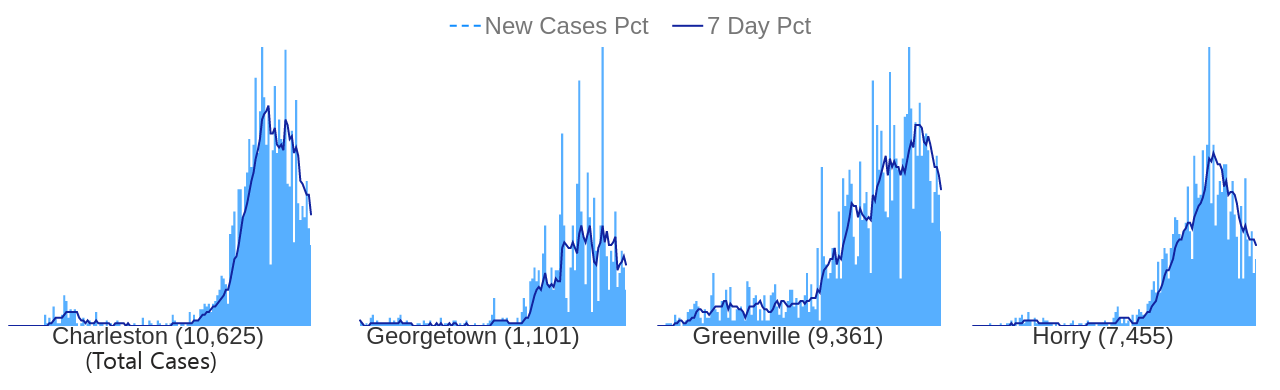 New Cases Pct 7 Day Pct
Charleston (10,625) Georgetown (1,101) Greenville (9,361) Horry (7,455)
(Total Cases)